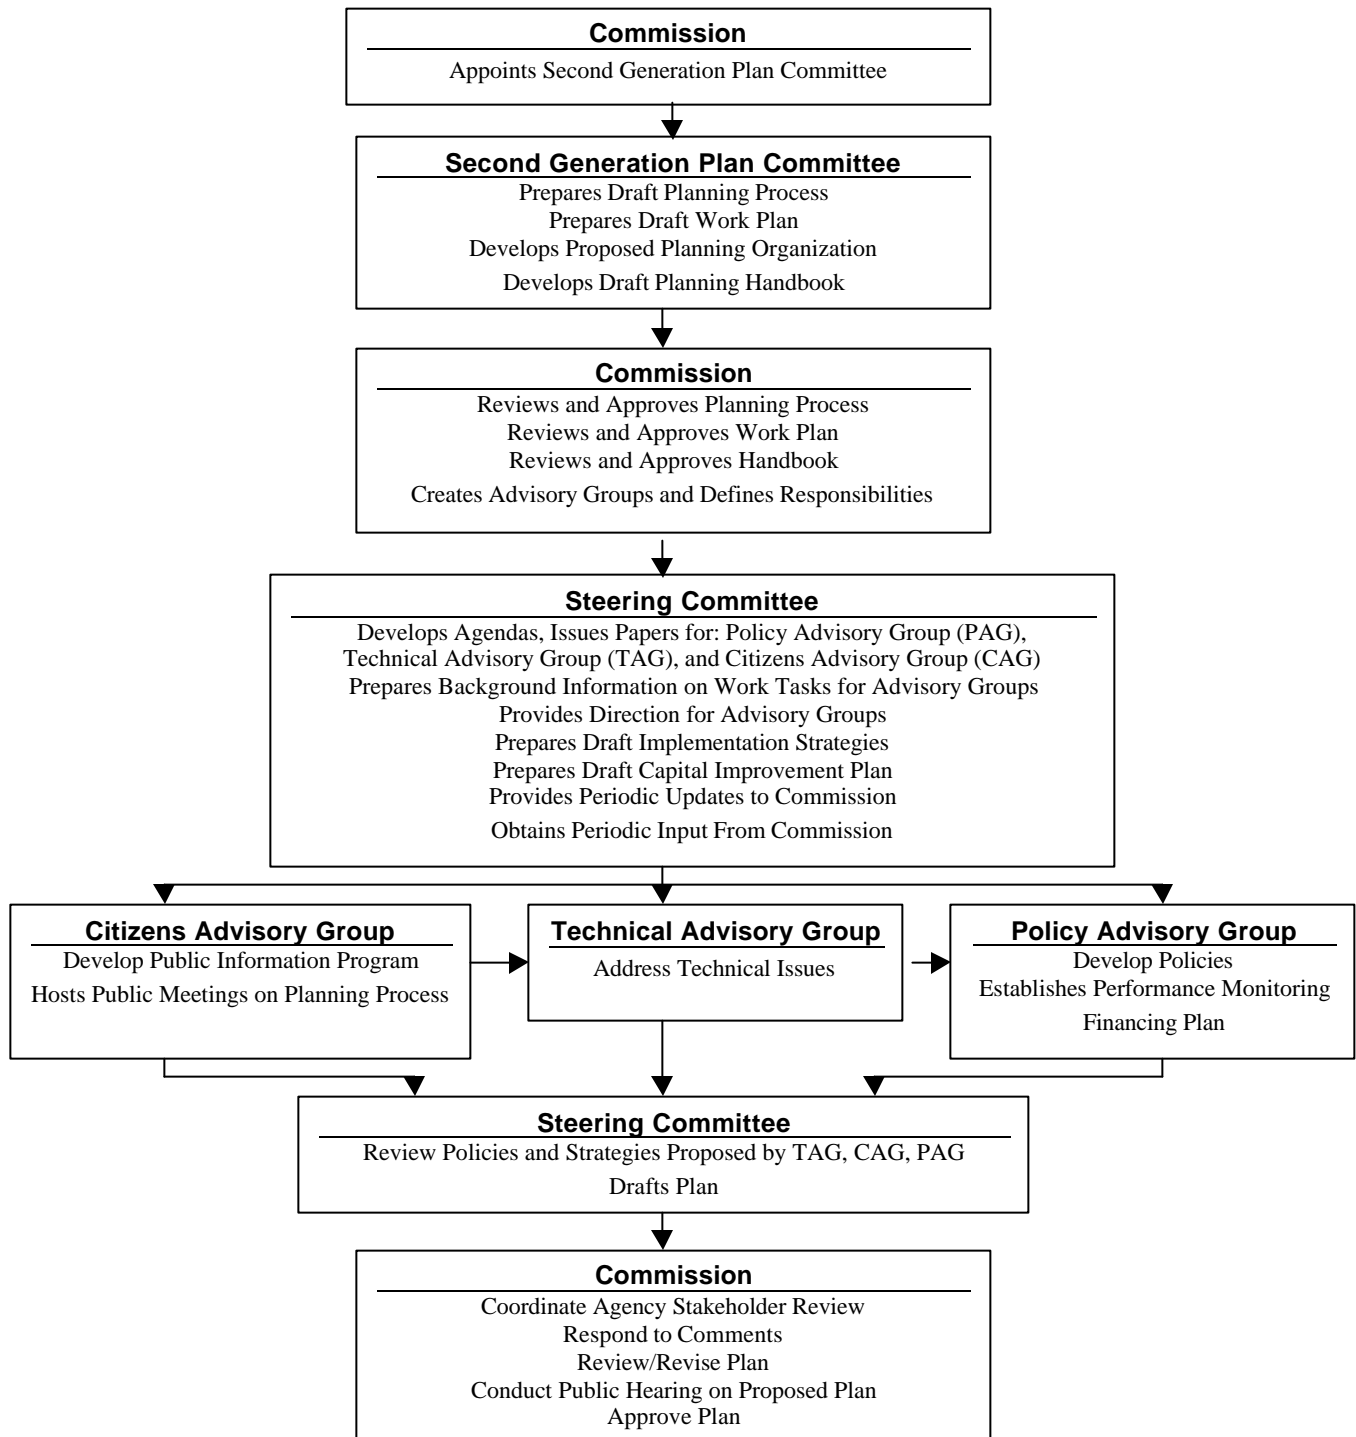 Commission
Appoints Second Generation Plan Committee
Second Generation Plan Committee
Prepares Draft Planning Process
Prepares Draft Work Plan
Develops Proposed Planning Organization
Develops Draft Planning Handbook
Commission
Reviews and Approves Planning Process
Reviews and Approves Work Plan
Reviews and Approves Handbook
Creates Advisory Groups and Defines Responsibilities
Steering Committee
Develops Agendas, Issues Papers for: Policy Advisory Group (PAG),
Technical Advisory Group (TAG), and Citizens Advisory Group (CAG)
Prepares Background Information on Work Tasks for Advisory Groups
Provides Direction for Advisory Groups
Prepares Draft Implementation Strategies
Prepares Draft Capital Improvement Plan
Provides Periodic Updates to Commission
Obtains Periodic Input From Commission
Citizens Advisory Group
Develop Public Information Program
Hosts Public Meetings on Planning Process
Technical Advisory Group
Address Technical Issues
Policy Advisory Group
Develop Policies
Establishes Performance Monitoring
Financing Plan
Steering Committee
Review Policies and Strategies Proposed by TAG, CAG, PAG
Drafts Plan
Commission
Coordinate Agency Stakeholder Review
Respond to Comments
Review/Revise Plan
Conduct Public Hearing on Proposed Plan
Approve Plan